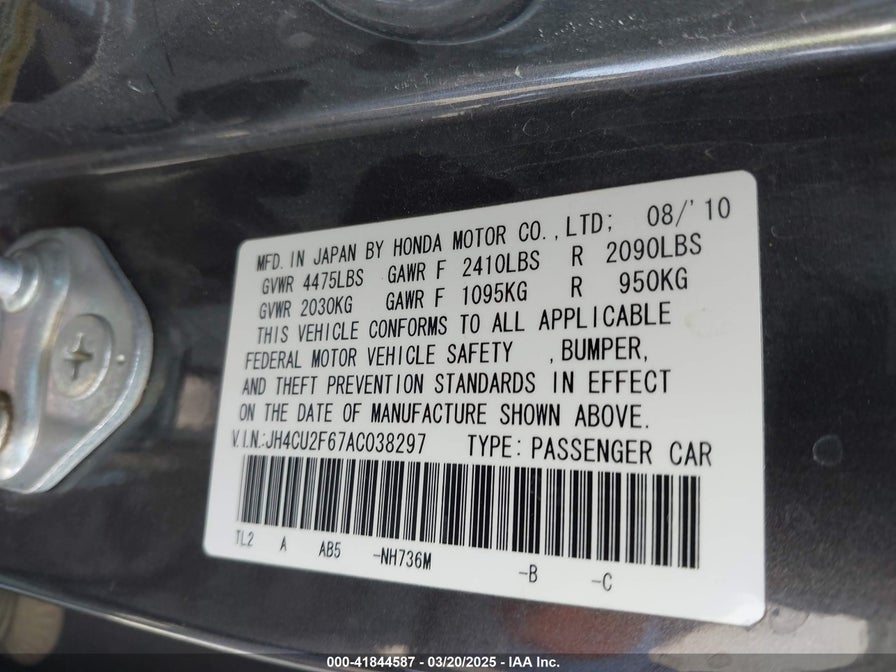 MFD. IN JAPAN BY HONDA MOTOR CO.,LTD; 08/'10
GVWR 4475LBS GAWR F 2410LBS R 2090LBS
GVWR 2030KG GAWR F 1095KG R 950KG
THIS VEHICLE CONFORMS TO ALL APPLICABLE
FEDERAL MOTOR VEHICLE SAFETY ,BUMPER,
AND THEFT PREVENTION STANDARDS IN EFFECT
ON THE DATE OF MANUFACTURE SHOWN ABOVE.
V.I.N.:JH4CU2F67AC038297 TYPE: PASSENGER CAR
TL2 A AB5 -NH736M -B -C
000-41844587 - 03/20/2025 - IAA Inc.